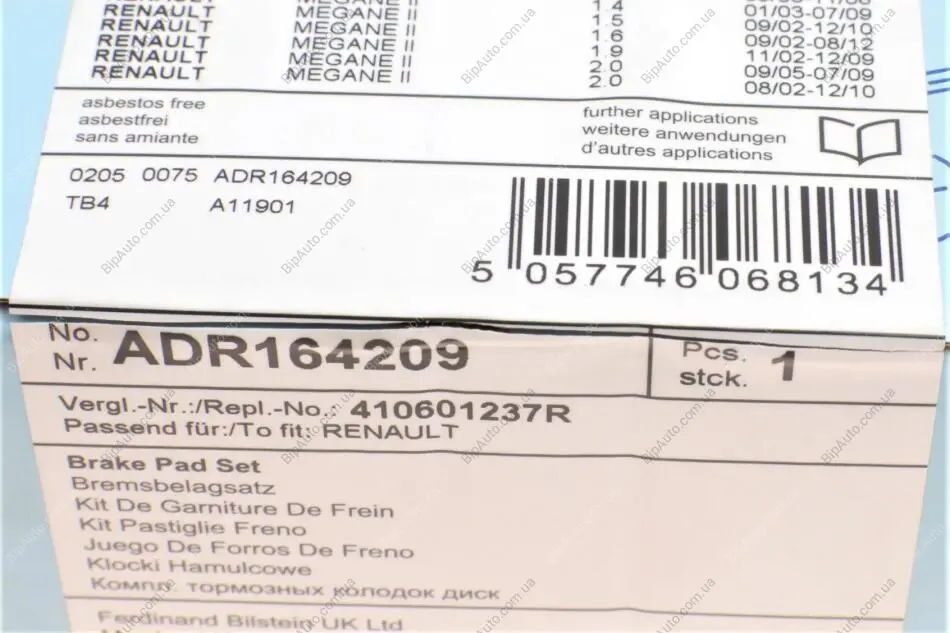 1.4
RENAULT MEGANE II 1.5 01/03-07/09
RENAULT MEGANE II 1.6 09/02-12/10
RENAULT MEGANE II 1.9 09/02-08/12
RENAULT MEGANE II 2.0 11/02-12/09
RENAULT MEGANE II 2.0 09/05-07/09
08/02-12/10
asbestos free
asbestfrei
sans amiante
further applications
weitere anwendungen
d'autres applications
0205 0075 ADR164209
TB4 A11901
5 057746 068134
No.
Nr. ADR164209
Pcs.
stck. 1
Vergl.-Nr.:/Repl.-No.: 410601237R
Passend für:/To fit: RENAULT
Brake Pad Set
Bremsbelagsatz
Kit De Garniture De Frein
Kit Pastiglie Freno
Juego De Forros De Freno
Klocki Hamulcowe
Компл. тормозных колодок диск
Ferdinand Bilstein UK Ltd
BipAuto.com.ua